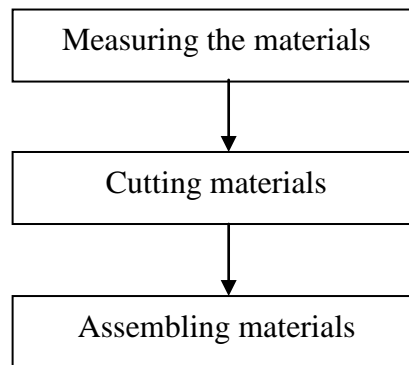 Measuring the materials
Cutting materials
Assembling materials